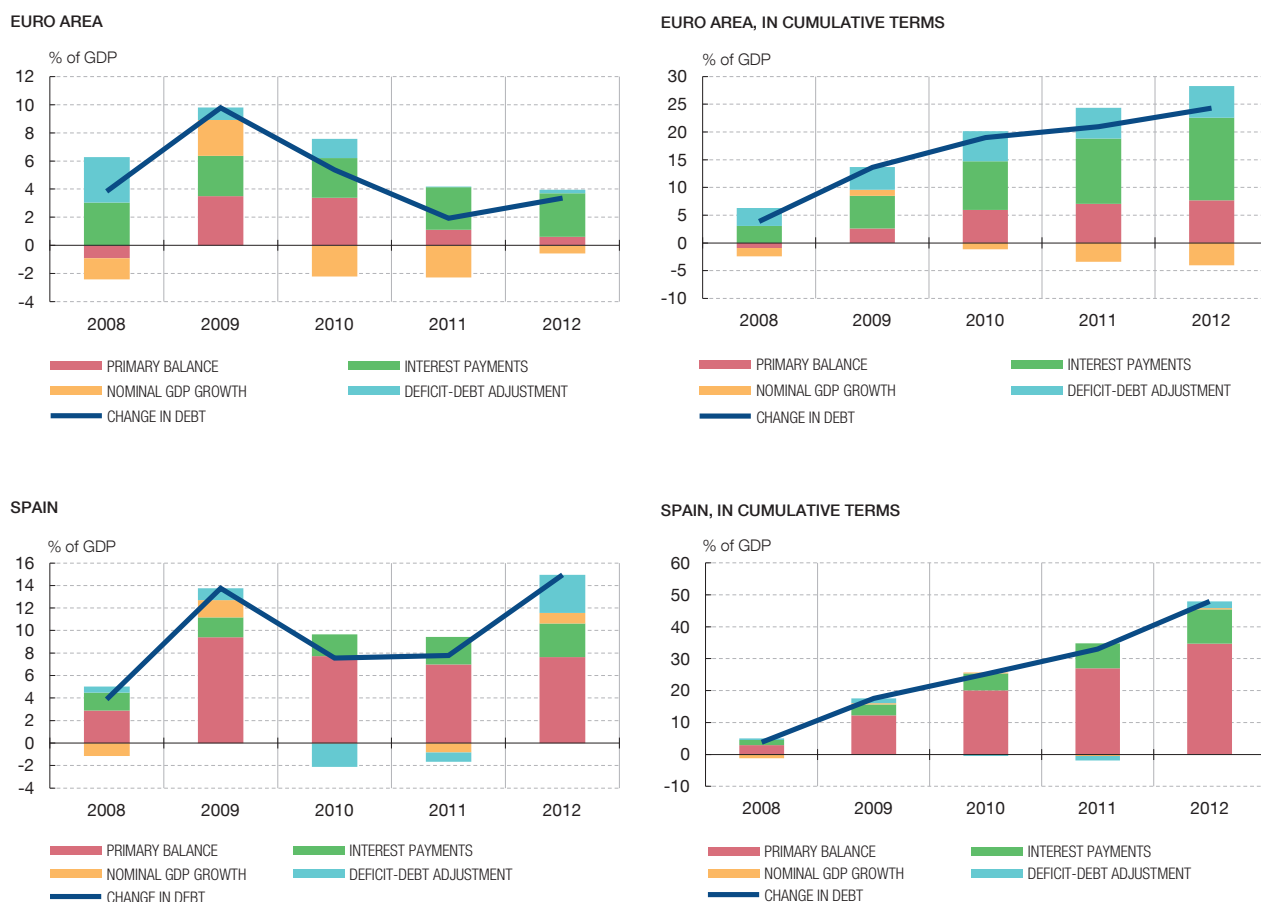 EURO AREA
% of GDP
12
10
8
6
4
2
0
-2
-4
2008 2009 2010 2011 2012
PRIMARY BALANCE INTEREST PAYMENTS
NOMINAL GDP GROWTH DEFICIT-DEBT ADJUSTMENT
CHANGE IN DEBT
EURO AREA, IN CUMULATIVE TERMS
% of GDP
30
25
20
15
10
5
0
-5
-10
2008 2009 2010 2011 2012
PRIMARY BALANCE INTEREST PAYMENTS
NOMINAL GDP GROWTH DEFICIT-DEBT ADJUSTMENT
CHANGE IN DEBT
SPAIN
% of GDP
16
14
12
10
8
6
4
2
0
-2
-4
2008 2009 2010 2011 2012
PRIMARY BALANCE INTEREST PAYMENTS
NOMINAL GDP GROWTH DEFICIT-DEBT ADJUSTMENT
CHANGE IN DEBT
SPAIN, IN CUMULATIVE TERMS
% of GDP
60
50
40
30
20
10
0
-10
2008 2009 2010 2011 2012
PRIMARY BALANCE INTEREST PAYMENTS
NOMINAL GDP GROWTH DEFICIT-DEBT ADJUSTMENT
CHANGE IN DEBT